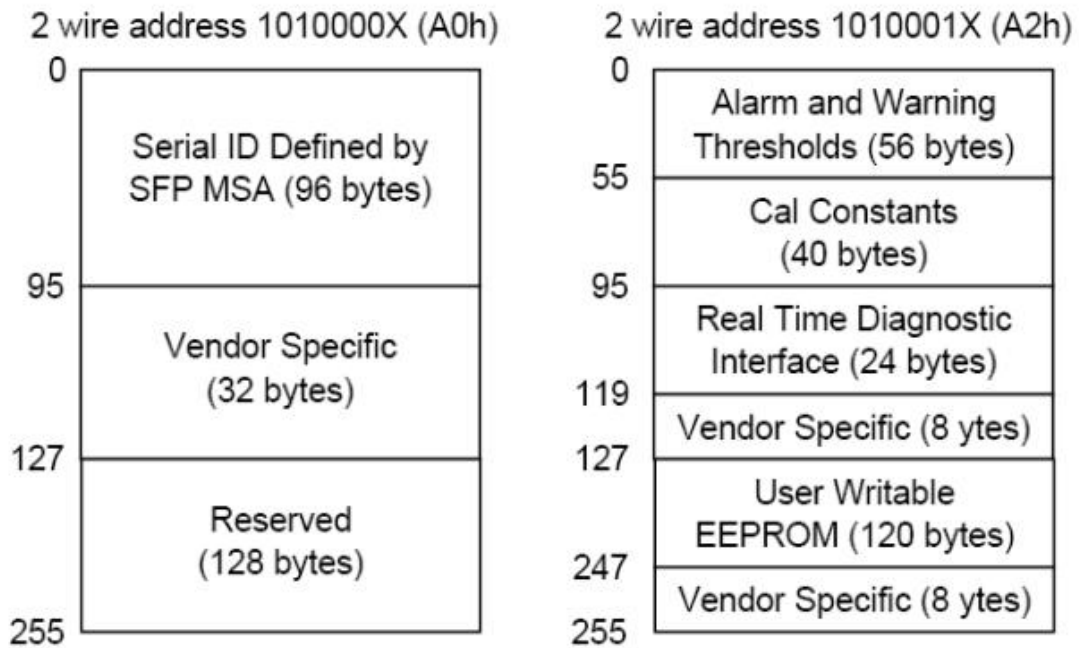 2 wire address 1010000X (A0h)
0
Serial ID Defined by
SFP MSA (96 bytes)
95
Vendor Specific
(32 bytes)
127
Reserved
(128 bytes)
255
2 wire address 1010001X (A2h)
0
Alarm and Warning
Thresholds (56 bytes)
55
Cal Constants
(40 bytes)
95
Real Time Diagnostic
Interface (24 bytes)
119
Vendor Specific (8 ytes)
127
User Writable
EEPROM (120 bytes)
247
Vendor Specific (8 ytes)
255